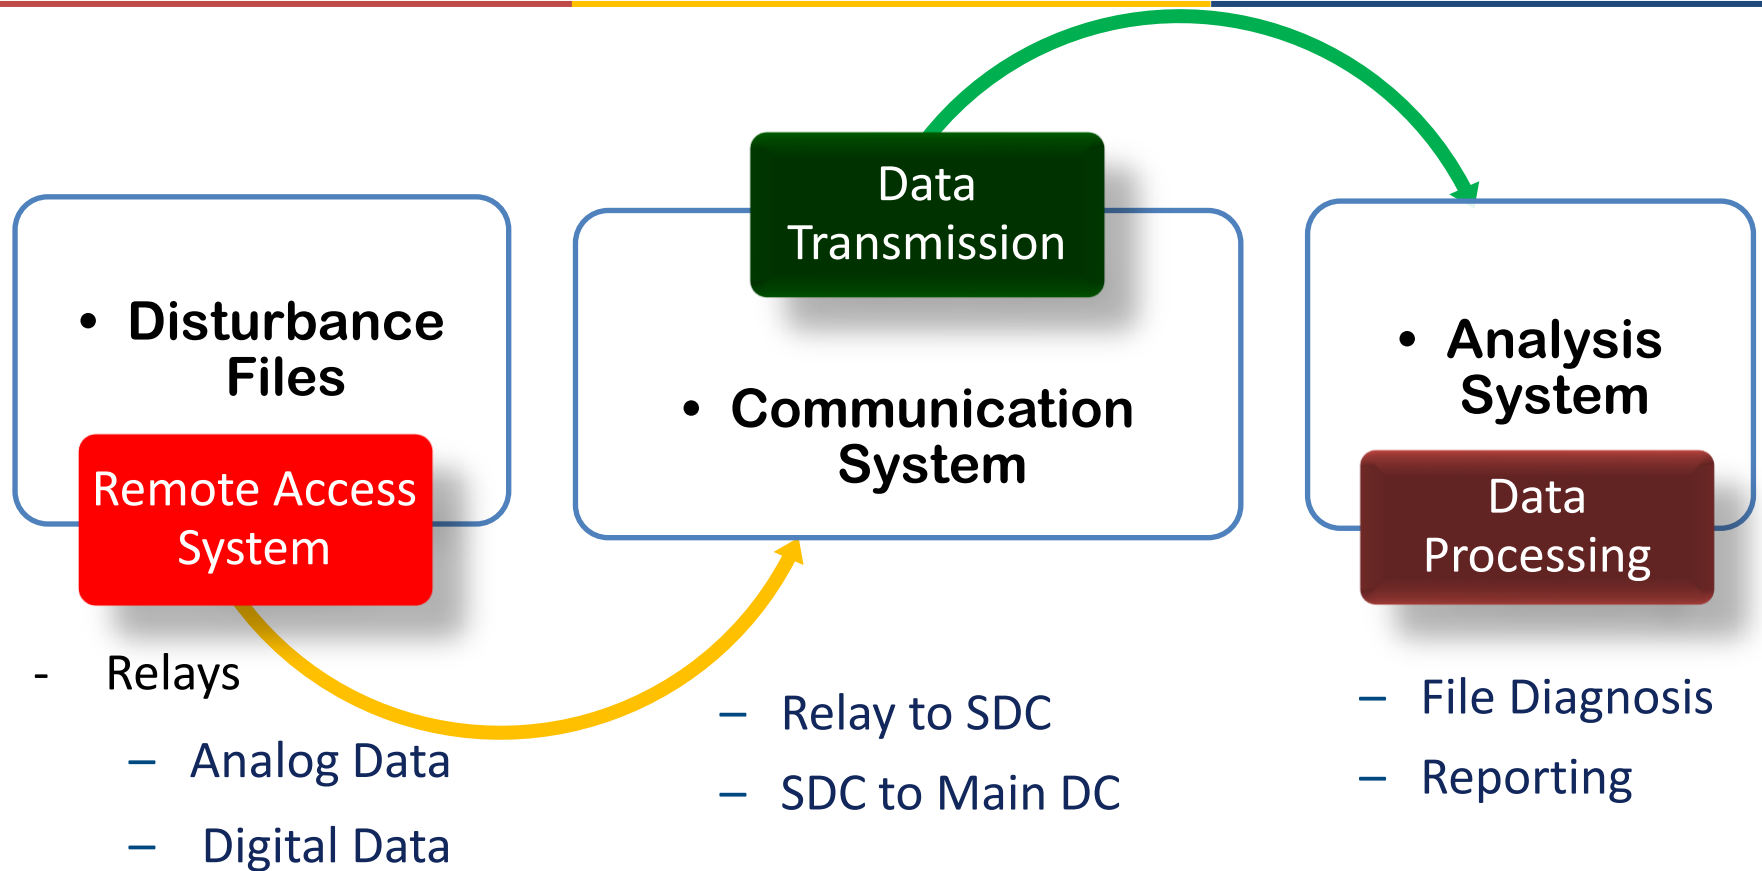 • Disturbance
Files
Remote Access
System
- Relays
– Analog Data
– Digital Data
Data
Transmission
• Communication
System
– Relay to SDC
– SDC to Main DC
• Analysis
System
Data
Processing
– File Diagnosis
– Reporting